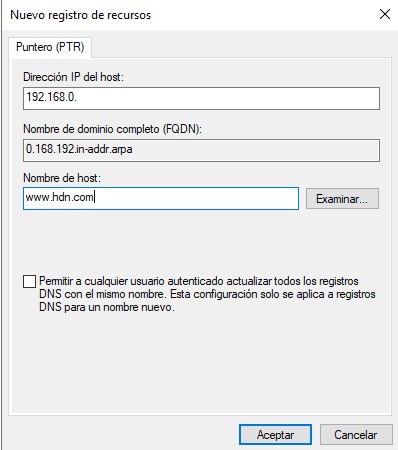 Nuevo registro de recursos
Puntero (PTR)
Dirección IP del host:
192.168.0.
Nombre de dominio completo (FQDN):
0.168.192.in-addr.arpa
Nombre de host:
www.hdn.com
Examinar...
Permitir a cualquier usuario autenticado actualizar todos los registros
DNS con el mismo nombre. Esta configuración solo se aplica a registros
DNS para un nombre nuevo.
Aceptar
Cancelar